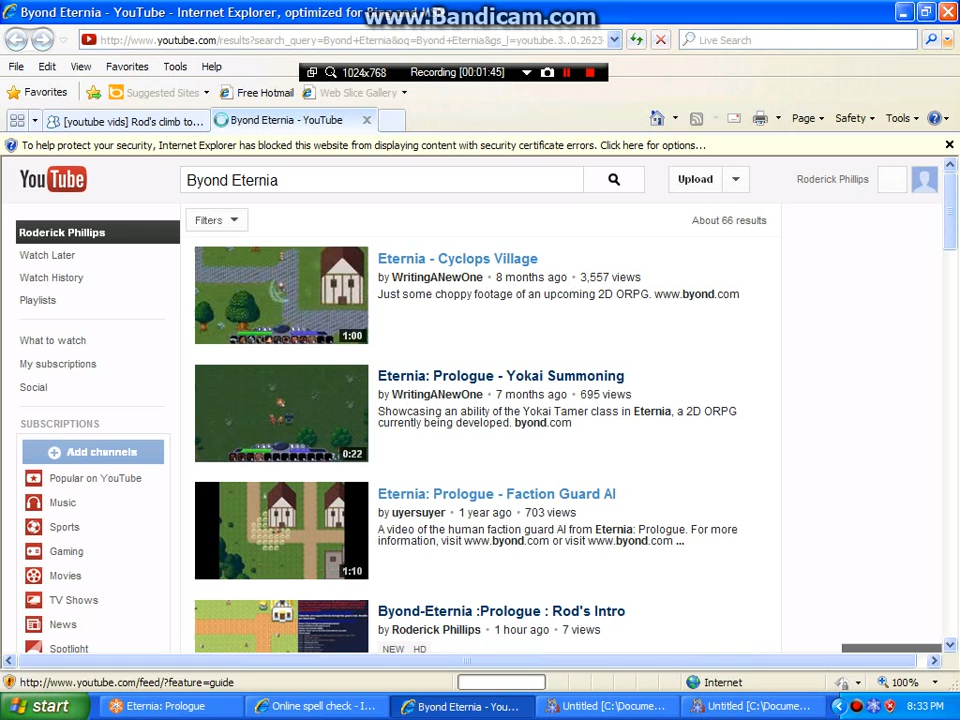 Byond Eternia - YouTube - Internet Explorer, optimized for
www.Bandicam.com
http://www.youtube.com/results?search_query=Byond+Eternia&oq=Byond+Eternia&gs_l=youtube.3..0.2623
Live Search
File Edit View Favorites Tools Help
1024x768 Recording [00:01:45]
Favorites Suggested Sites Free Hotmail Web Slice Gallery
[youtube vids] Rod's climb to...
Byond Eternia - YouTube
Page Safety Tools
To help protect your security, Internet Explorer has blocked this website from displaying content with security certificate errors. Click here for options...
YouTube
Byond Eternia
Upload
Roderick Phillips
Filters
About 66 results
Roderick Phillips
Watch Later
Watch History
Playlists
What to watch
My subscriptions
Social
SUBSCRIPTIONS
Add channels
Popular on YouTube
Music
Sports
Gaming
Movies
TV Shows
News
Spotlight
1:00
Eternia - Cyclops Village
by WritingANewOne • 8 months ago • 3,557 views
Just some choppy footage of an upcoming 2D ORPG. www.byond.com
0:22
Eternia: Prologue - Yokai Summoning
by WritingANewOne • 7 months ago • 695 views
Showcasing an ability of the Yokai Tamer class in Eternia, a 2D ORPG
currently being developed. byond.com
1:10
Eternia: Prologue - Faction Guard AI
by uyersuyer • 1 year ago • 703 views
A video of the human faction guard AI from Eternia: Prologue. For more
information, visit www.byond.com or visit www.byond.com ...
Byond-Eternia :Prologue : Rod's Intro
by Roderick Phillips • 1 hour ago • 7 views
NEW HD
http://www.youtube.com/feed/?feature=guide
Internet
100%
start
Eternia: Prologue
Online spell check - I...
Byond Eternia - You...
Untitled [C:\Docume...
Untitled [C:\Docume...
8:33 PM